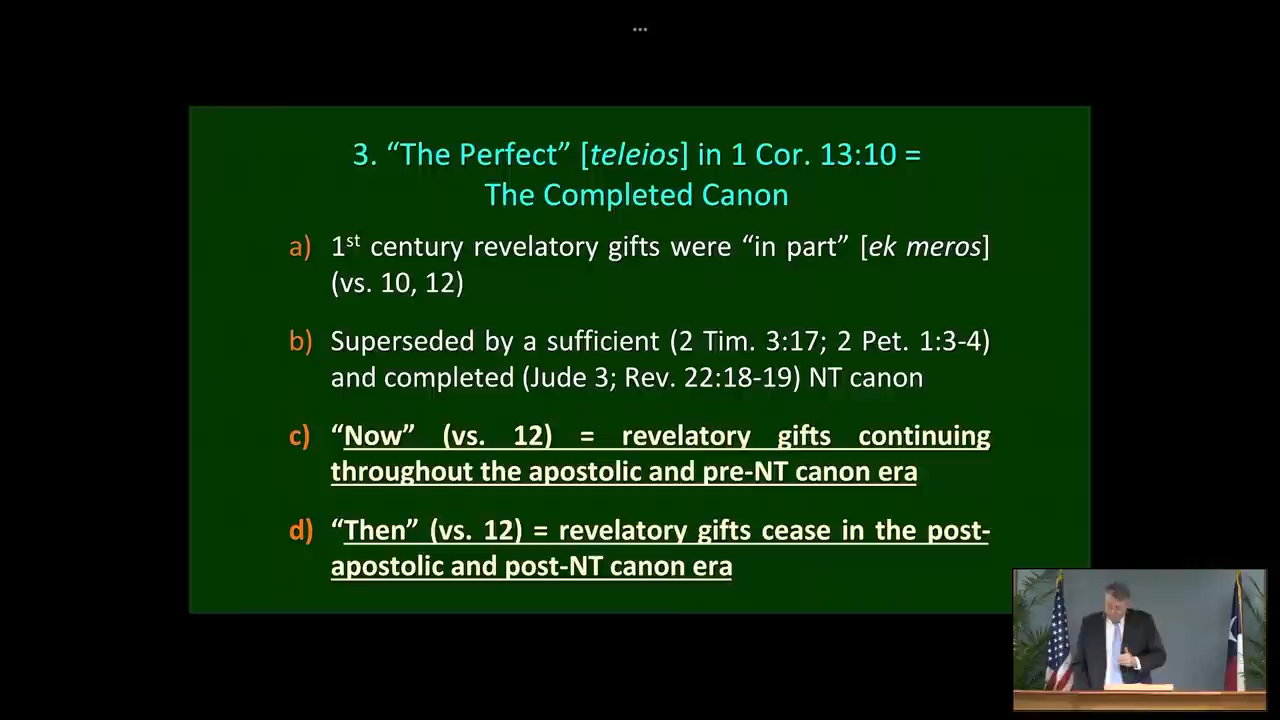 3. “The Perfect” [teleios] in 1 Cor. 13:10 =
The Completed Canon
a) 1st century revelatory gifts were “in part” [ek meros]
(vs. 10, 12)
b) Superseded by a sufficient (2 Tim. 3:17; 2 Pet. 1:3-4)
and completed (Jude 3; Rev. 22:18-19) NT canon
c) “Now” (vs. 12) = revelatory gifts continuing
throughout the apostolic and pre-NT canon era
d) “Then” (vs. 12) = revelatory gifts cease in the post-
apostolic and post-NT canon era